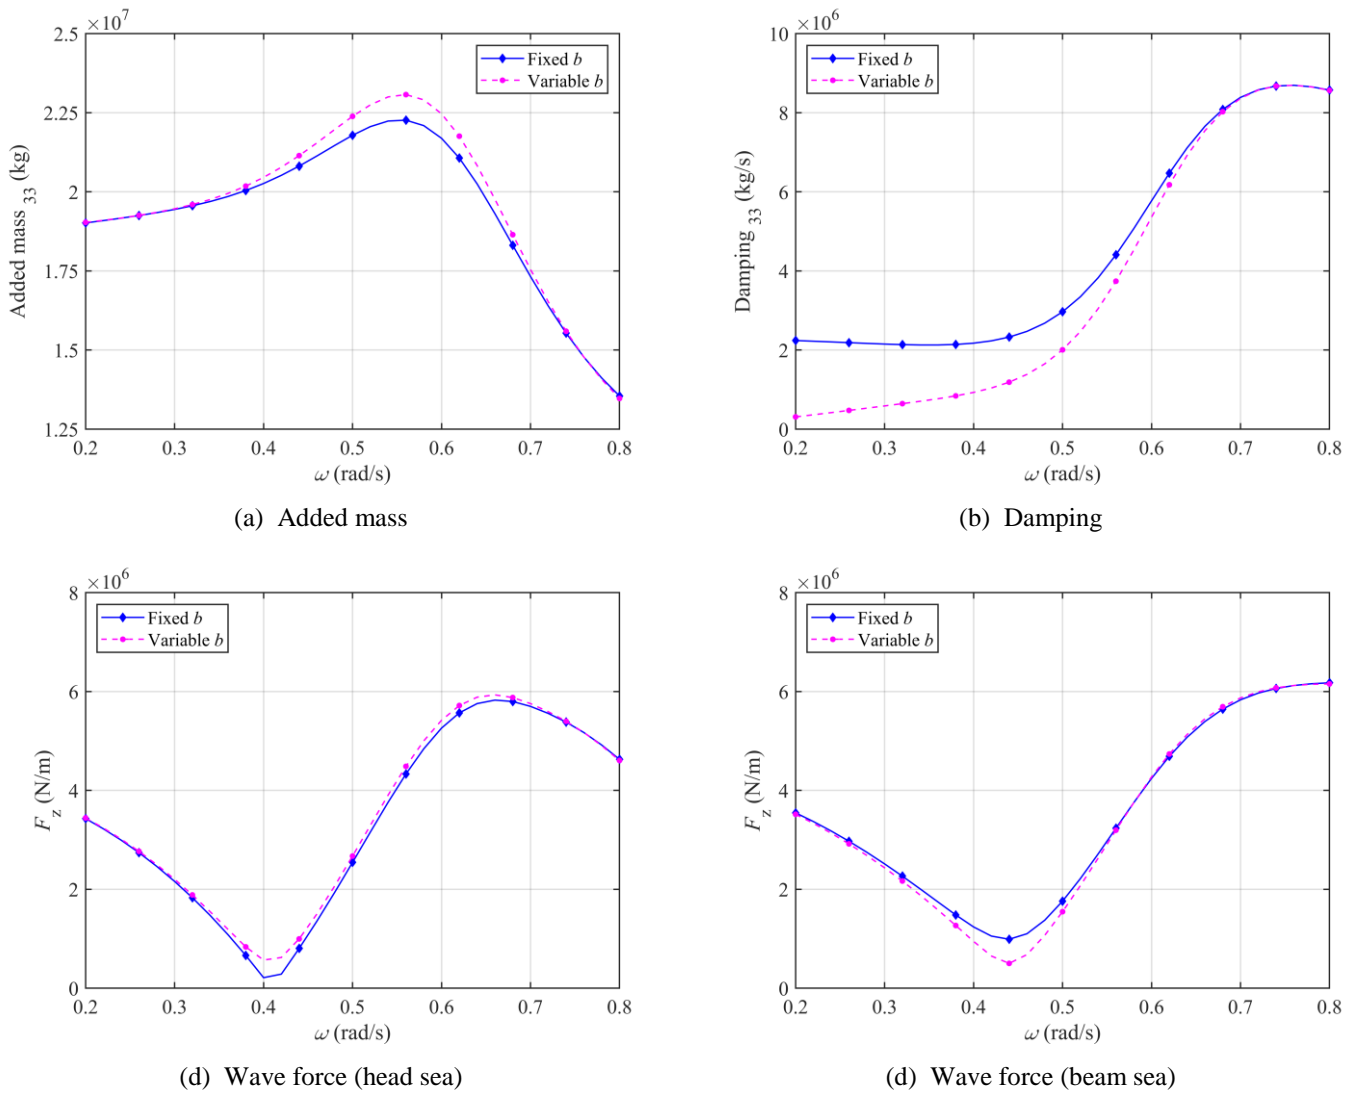 ×10⁷
2.5
2.25
2
1.75
1.5
1.25
Added mass ₃₃ (kg)
Fixed b
Variable b
0.2 0.3 0.4 0.5 0.6 0.7 0.8
ω (rad/s)
(a) Added mass
×10⁶
10
8
6
4
2
0
Damping ₃₃ (kg/s)
Fixed b
Variable b
0.2 0.3 0.4 0.5 0.6 0.7 0.8
ω (rad/s)
(b) Damping
×10⁶
8
6
4
2
0
F_z (N/m)
Fixed b
Variable b
0.2 0.3 0.4 0.5 0.6 0.7 0.8
ω (rad/s)
(d) Wave force (head sea)
×10⁶
8
6
4
2
0
F_z (N/m)
Fixed b
Variable b
0.2 0.3 0.4 0.5 0.6 0.7 0.8
ω (rad/s)
(d) Wave force (beam sea)